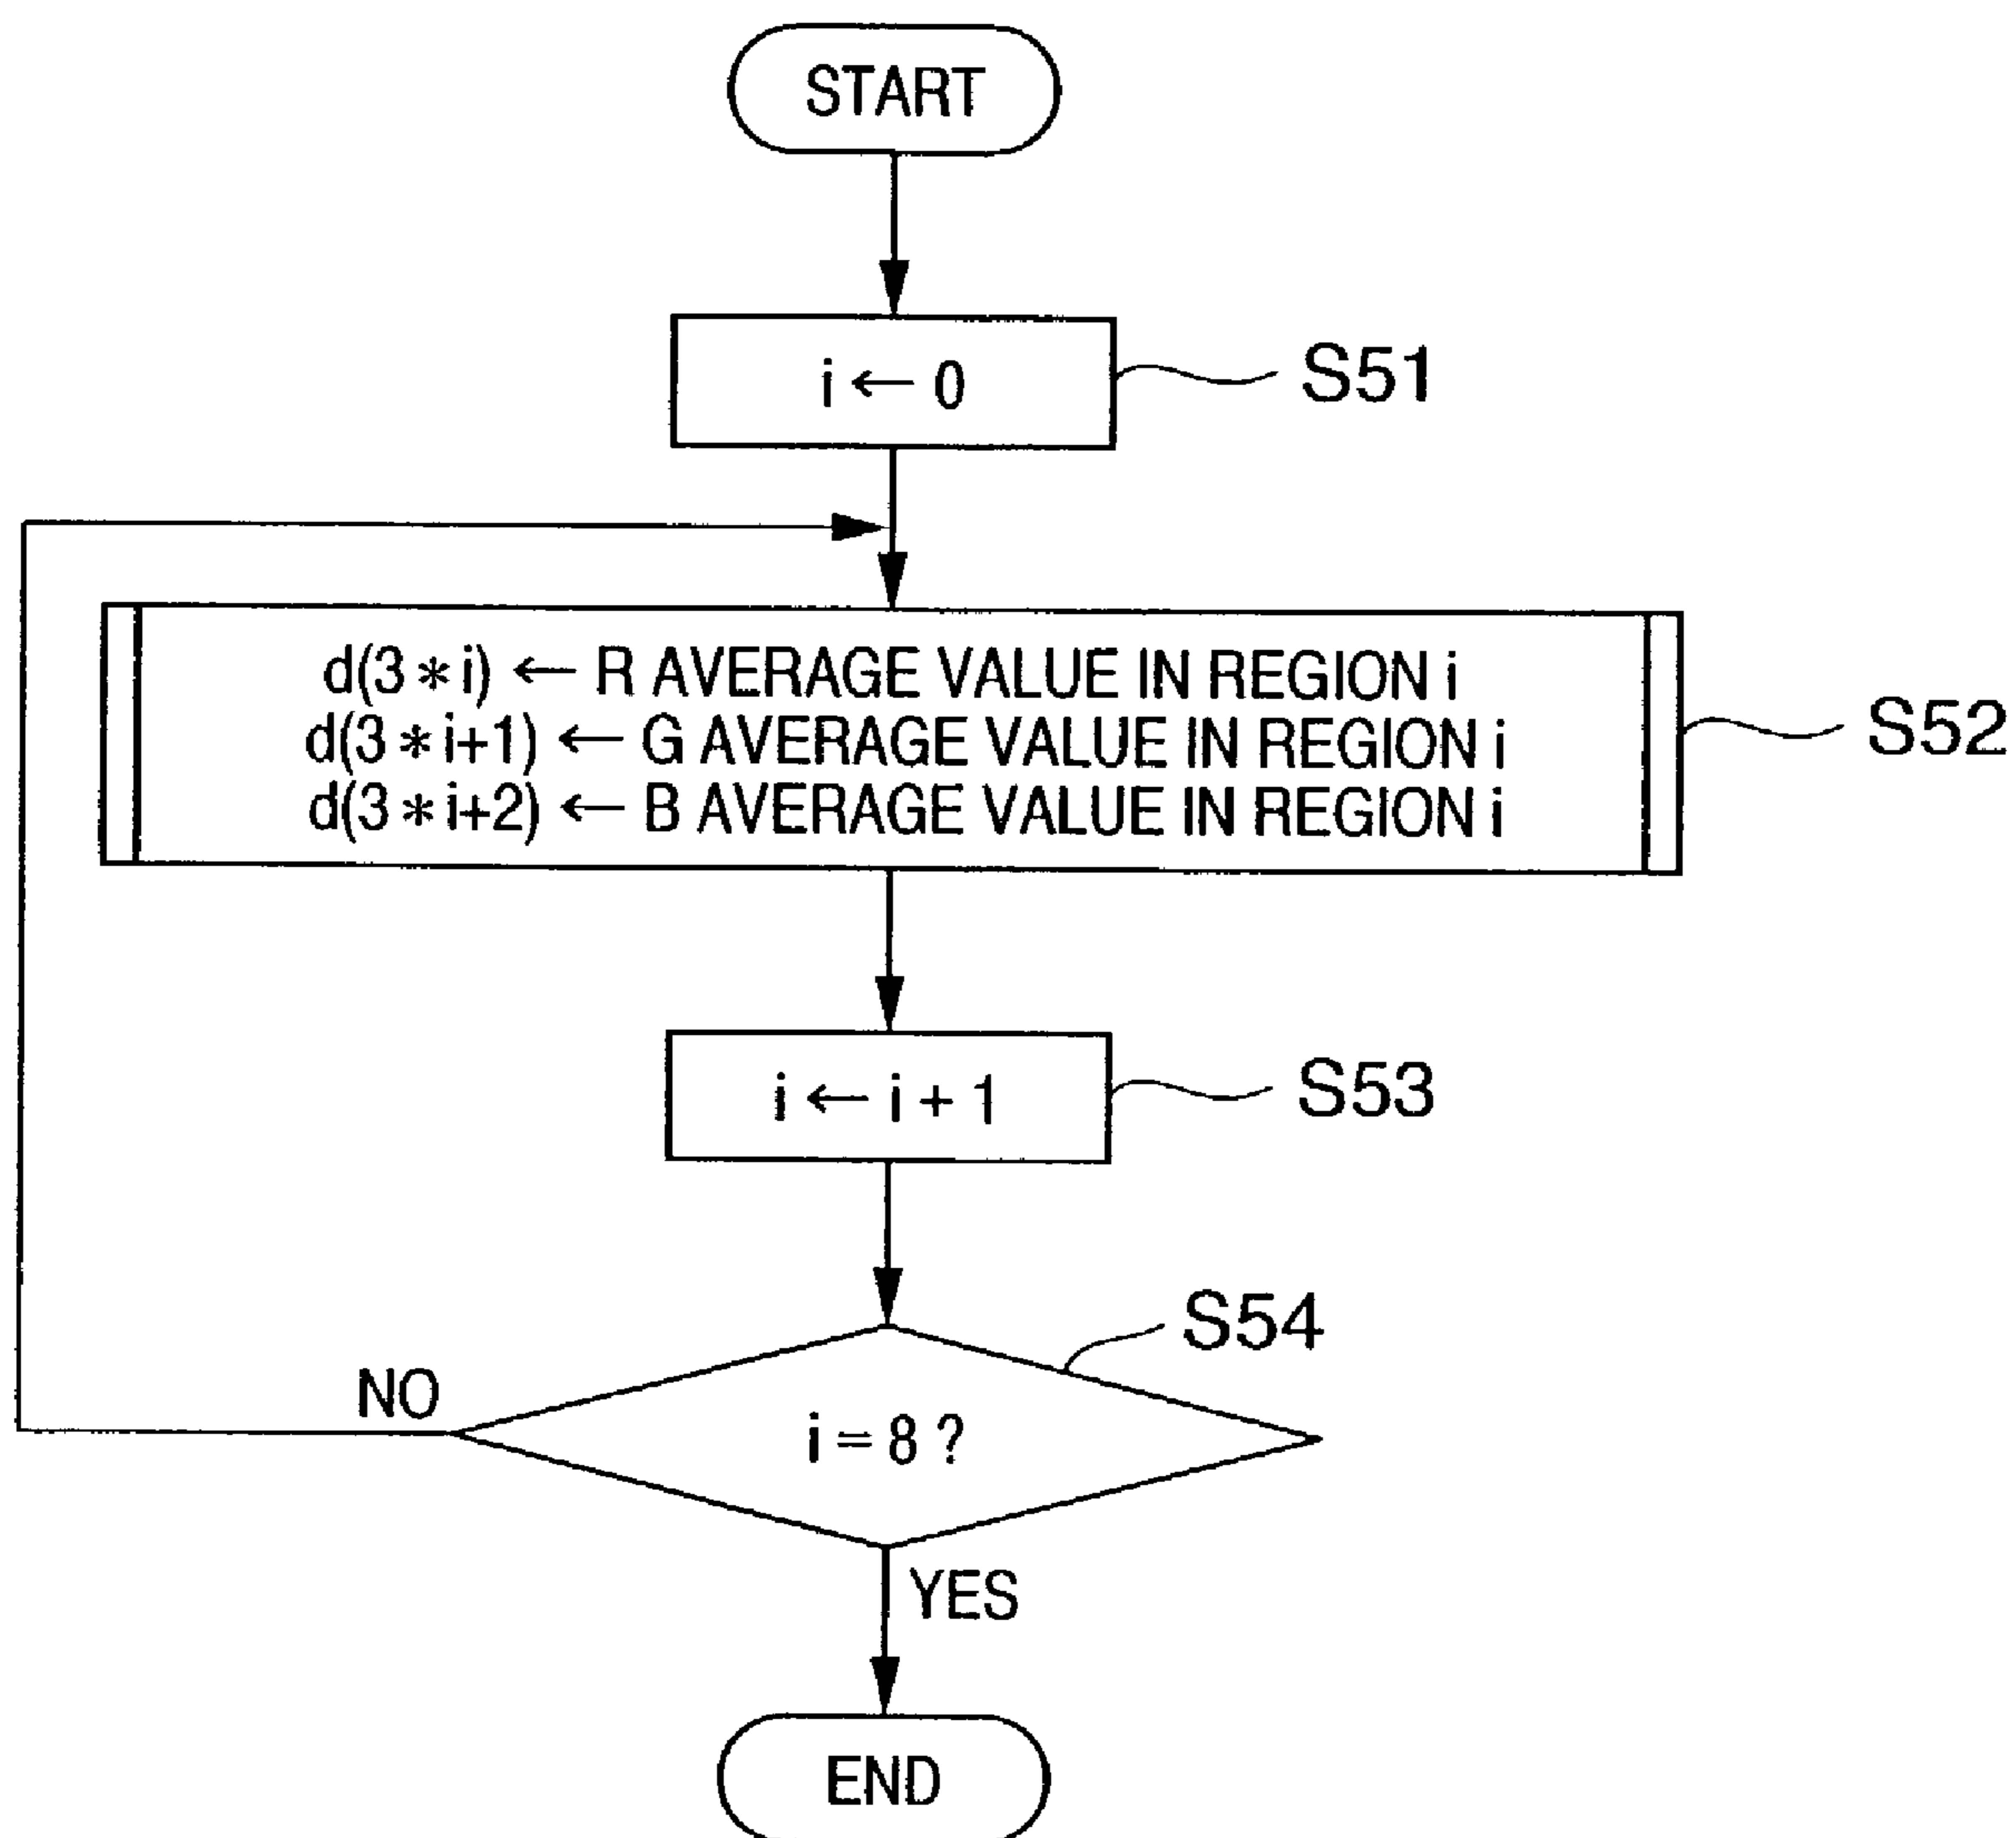 START
i ← 0
S51
d(3 * i) ← R AVERAGE VALUE IN REGION i
d(3 * i+1) ← G AVERAGE VALUE IN REGION i
d(3 * i+2) ← B AVERAGE VALUE IN REGION i
S52
i ← i + 1
S53
S54
NO
i = 8 ?
YES
END